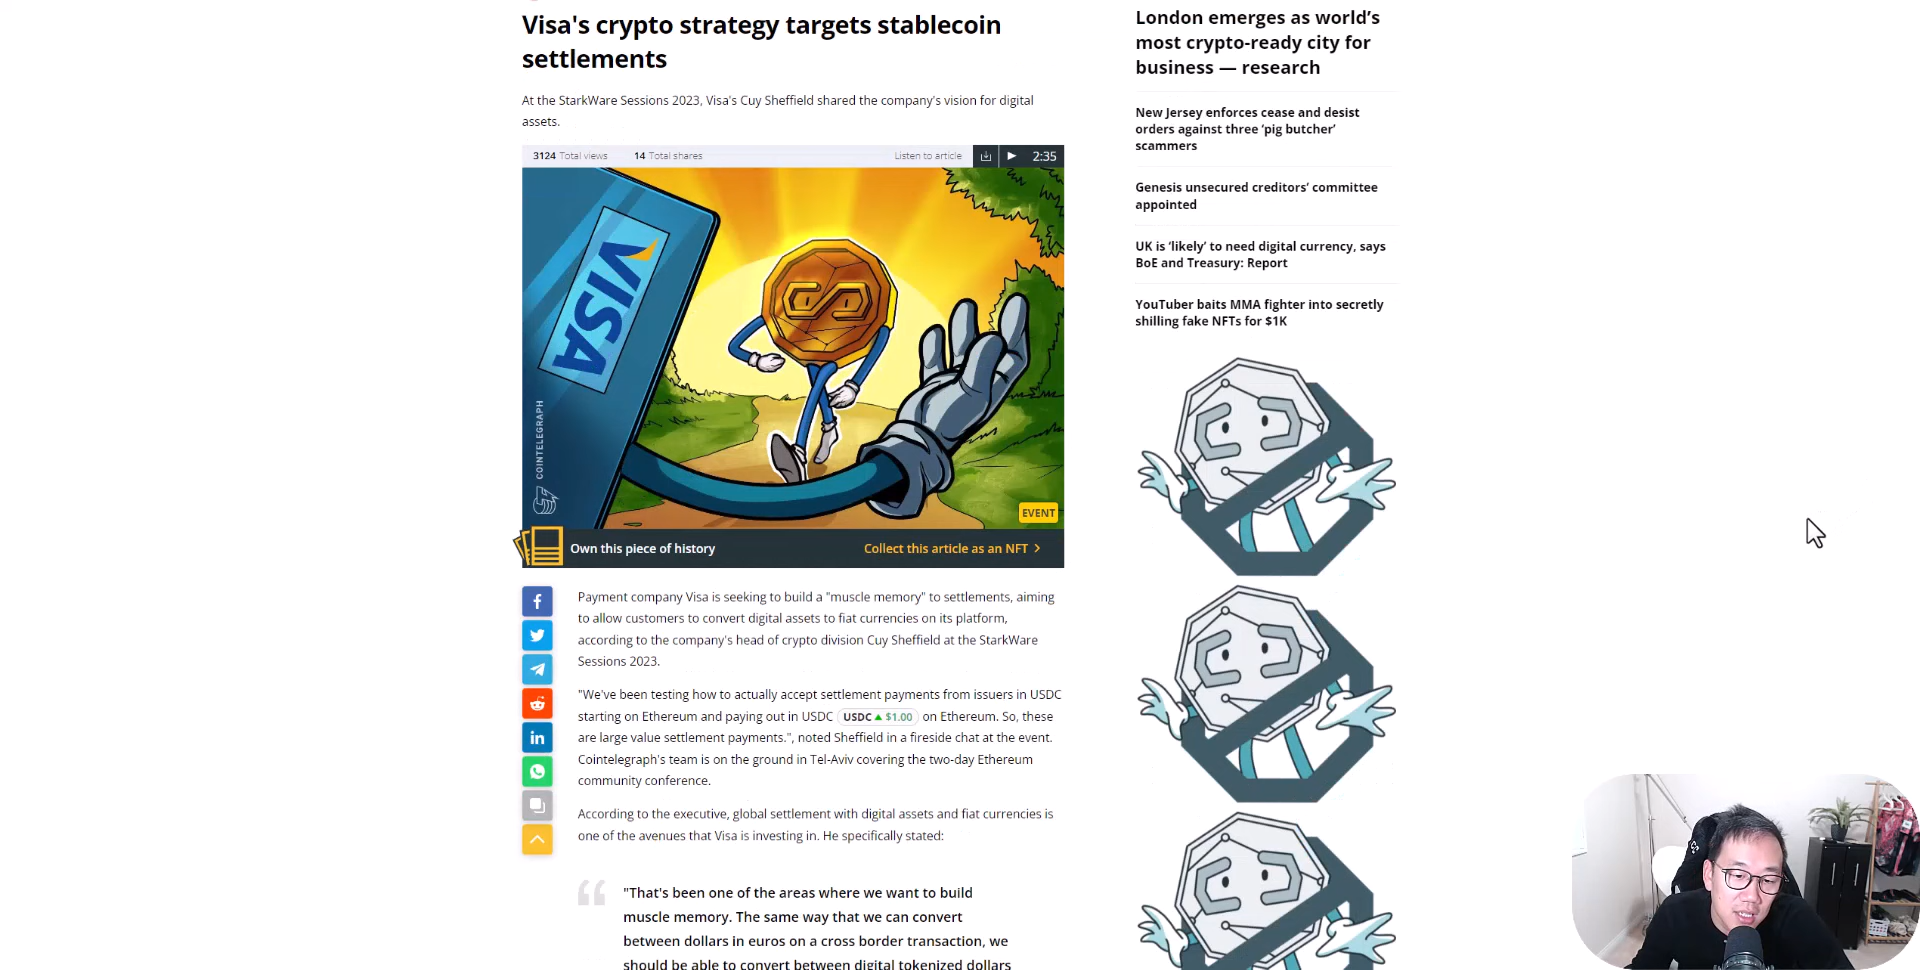 Visa's crypto strategy targets stablecoin
settlements
At the StarkWare Sessions 2023, Visa's Cuy Sheffield shared the company's vision for digital
assets.
3124 Total views 14 Total shares Listen to article 2:35
VISA
COINTELEGRAPH
EVENT
Own this piece of history Collect this article as an NFT
Payment company Visa is seeking to build a "muscle memory" to settlements, aiming
to allow customers to convert digital assets to fiat currencies on its platform,
according to the company's head of crypto division Cuy Sheffield at the StarkWare
Sessions 2023.
"We've been testing how to actually accept settlement payments from issuers in USDC
starting on Ethereum and paying out in USDC USDC ▲ $1.00 on Ethereum. So, these
are large value settlement payments.", noted Sheffield in a fireside chat at the event.
Cointelegraph's team is on the ground in Tel-Aviv covering the two-day Ethereum
community conference.
According to the executive, global settlement with digital assets and fiat currencies is
one of the avenues that Visa is investing in. He specifically stated:
"That's been one of the areas where we want to build
muscle memory. The same way that we can convert
between dollars in euros on a cross border transaction, we
should be able to convert between digital tokenized dollars
London emerges as world’s
most crypto-ready city for
business — research
New Jersey enforces cease and desist
orders against three ‘pig butcher’
scammers
Genesis unsecured creditors’ committee
appointed
UK is ‘likely’ to need digital currency, says
BoE and Treasury: Report
YouTuber baits MMA fighter into secretly
shilling fake NFTs for $1K